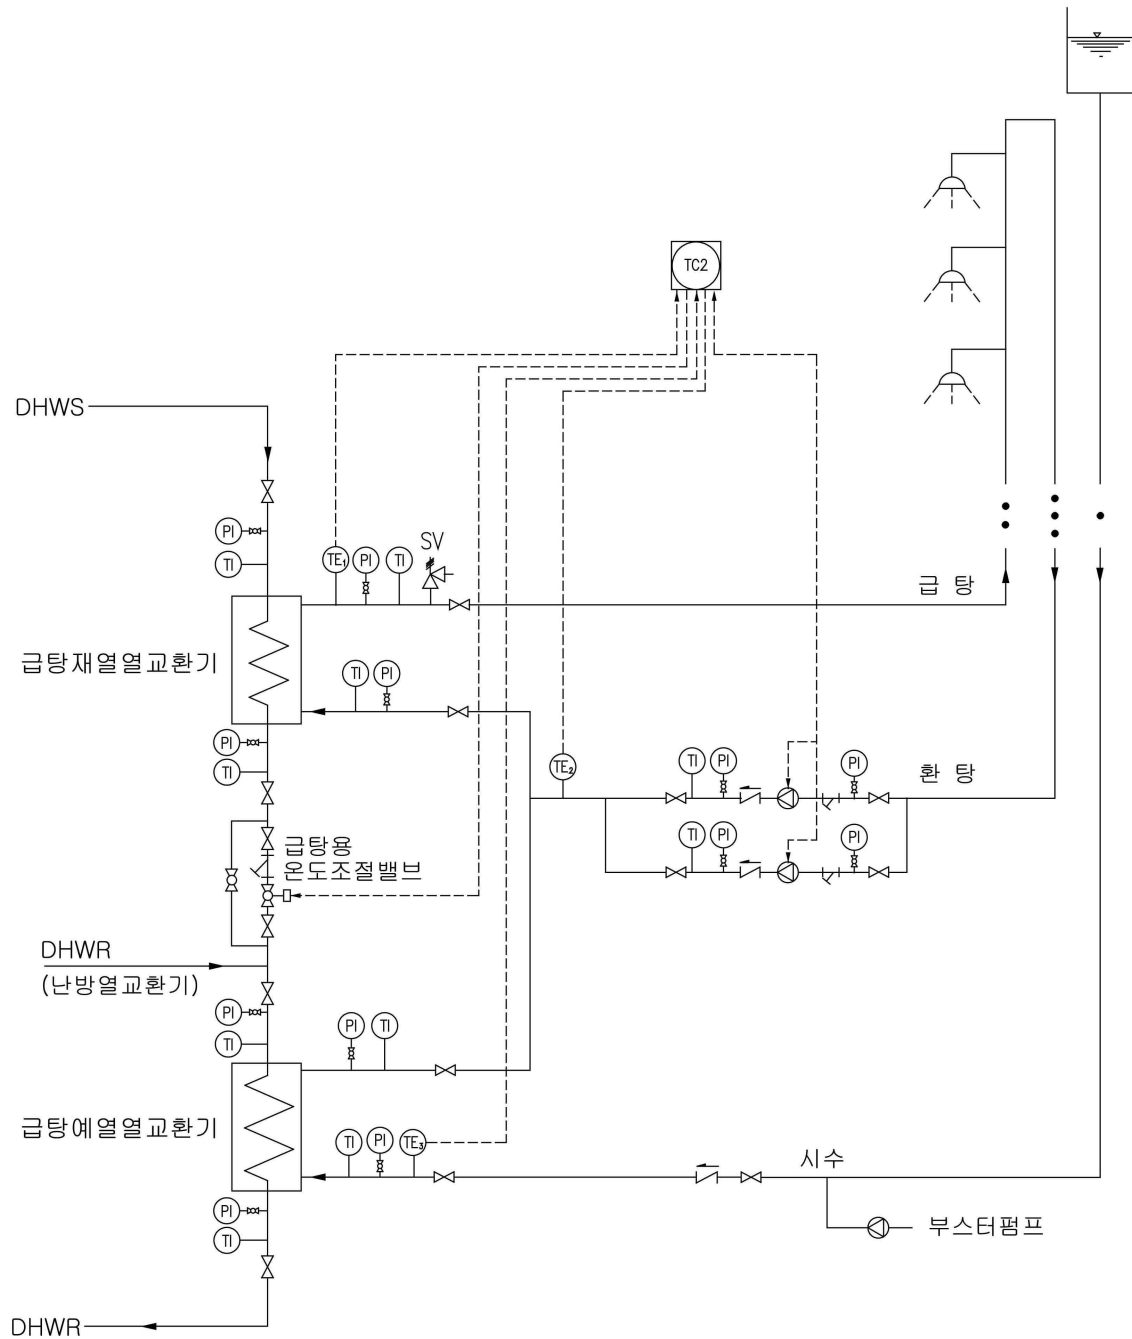 TC2
DHWS
PI
TI
TE₁
PI
TI
SV
급 탕
급탕재열열교환기
TI
PI
PI
TI
TE₂
TI
PI
PI
환 탕
TI
PI
PI
급탕용
온도조절밸브
DHWR
(난방열교환기)
PI
TI
PI
TI
급탕예열열교환기
TI
PI
TE₃
시수
PI
TI
부스터펌프
DHWR